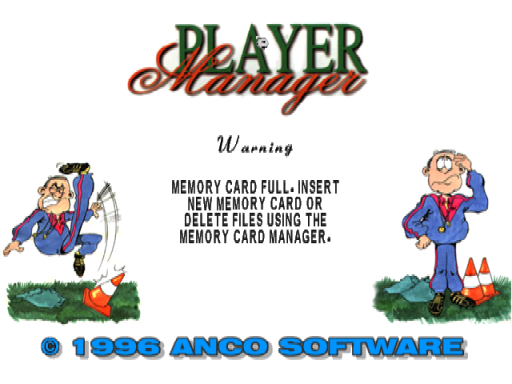 PLAYER
Manager
Warning
MEMORY CARD FULL. INSERT
NEW MEMORY CARD OR
DELETE FILES USING THE
MEMORY CARD MANAGER.
© 1996 ANCO SOFTWARE